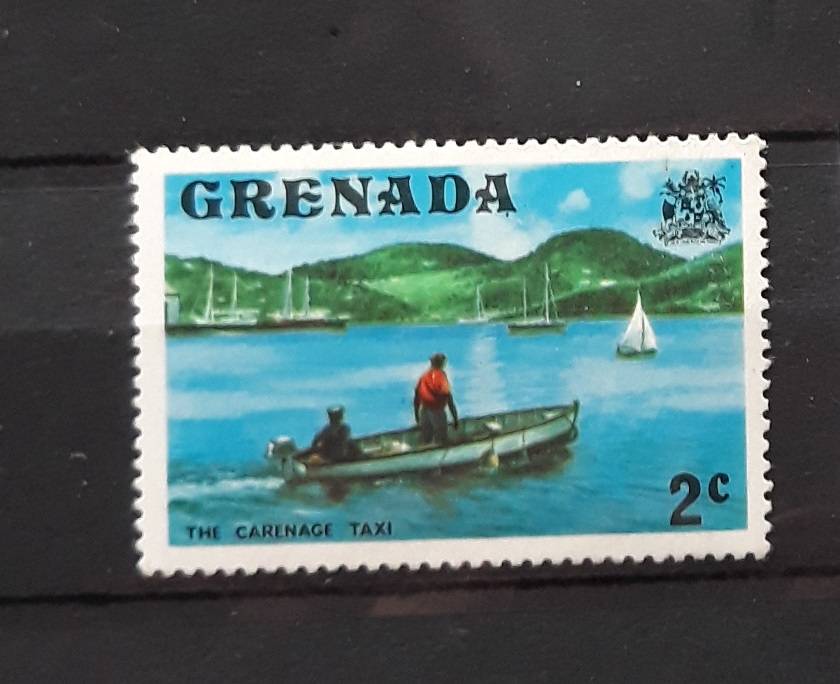 GRENADA
2c
THE CARENAGE TAXI